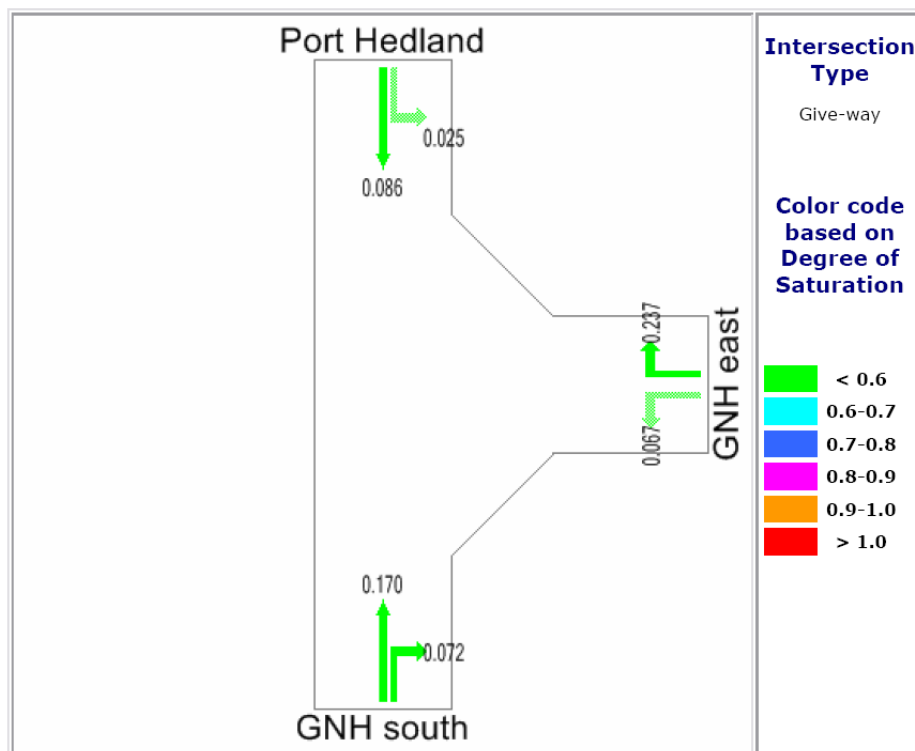 Port Hedland
0.025
0.086
0.237
GNH east
0.067
0.170
0.072
GNH south
Intersection
Type
Give-way
Color code
based on
Degree of
Saturation
< 0.6
0.6-0.7
0.7-0.8
0.8-0.9
0.9-1.0
> 1.0